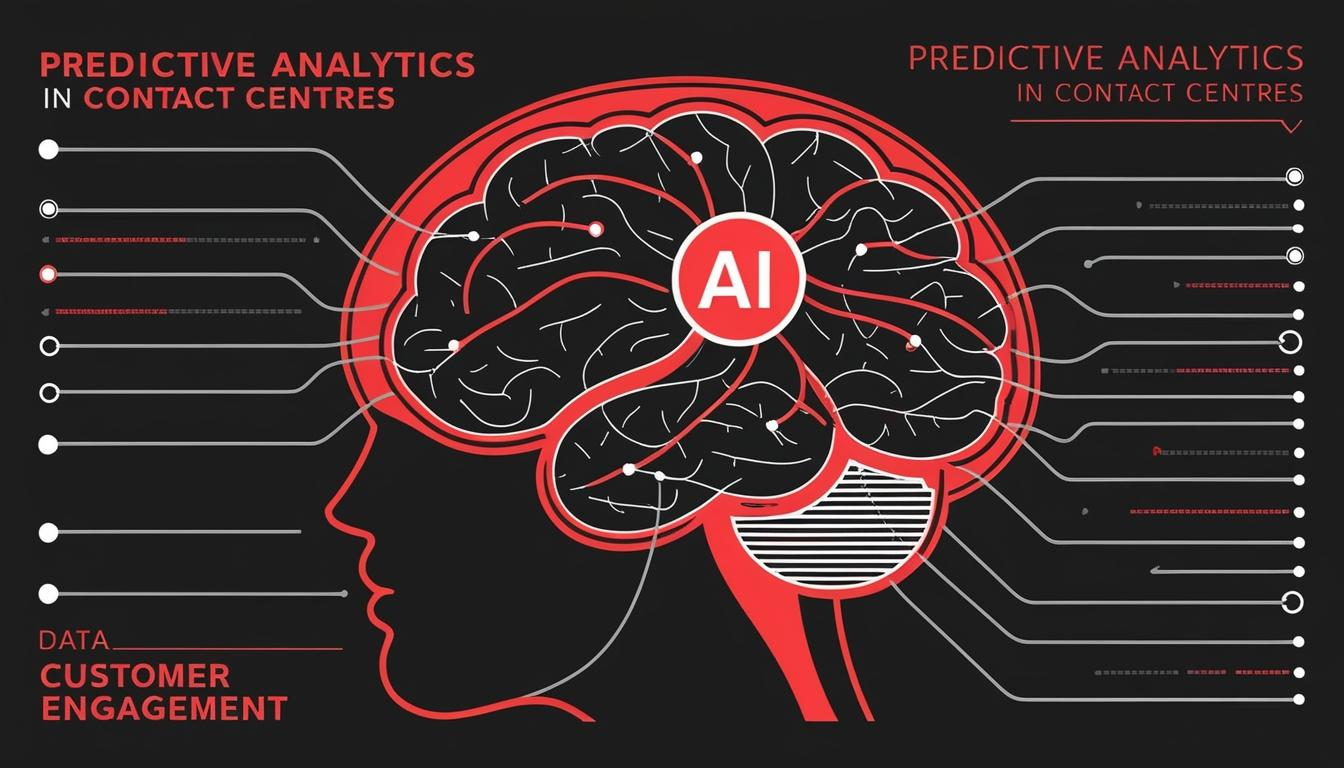 PREDICTIVE ANALYTICS
IN CONTACT CENTRES
PREDICTIVE ANALYTICS
IN CONTACT CENTRES
AI
DATA
CUSTOMER
ENGAGEMENT